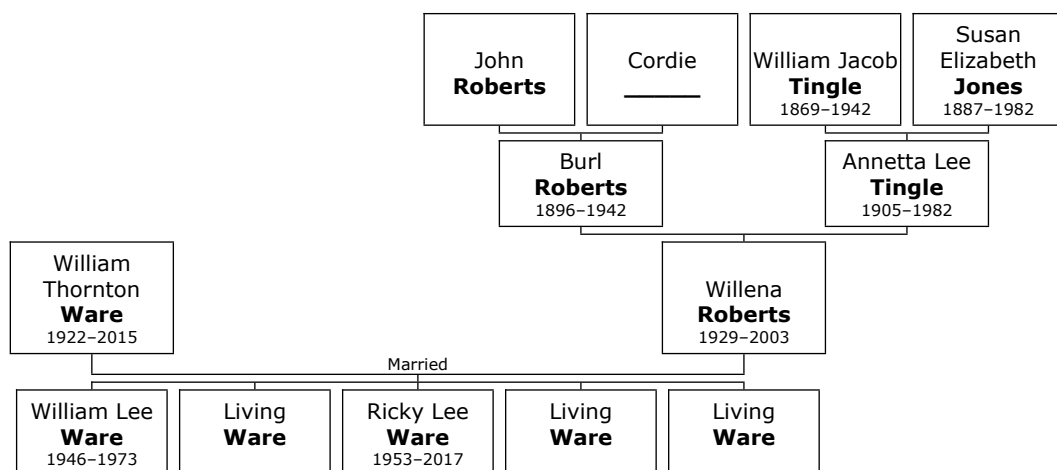 John
Roberts
Cordie
_______
William Jacob
Tingle
1869–1942
Susan
Elizabeth
Jones
1887–1982
Burl
Roberts
1896–1942
Annetta Lee
Tingle
1905–1982
William
Thornton
Ware
1922–2015
Willena
Roberts
1929–2003
Married
William Lee
Ware
1946–1973
Living
Ware
Ricky Lee
Ware
1953–2017
Living
Ware
Living
Ware